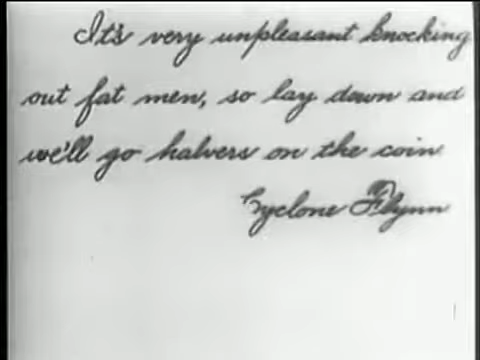 It's very unpleasant knocking
out fat men, so lay down and
we'll go halvers on the coin
Cyclone Flynn